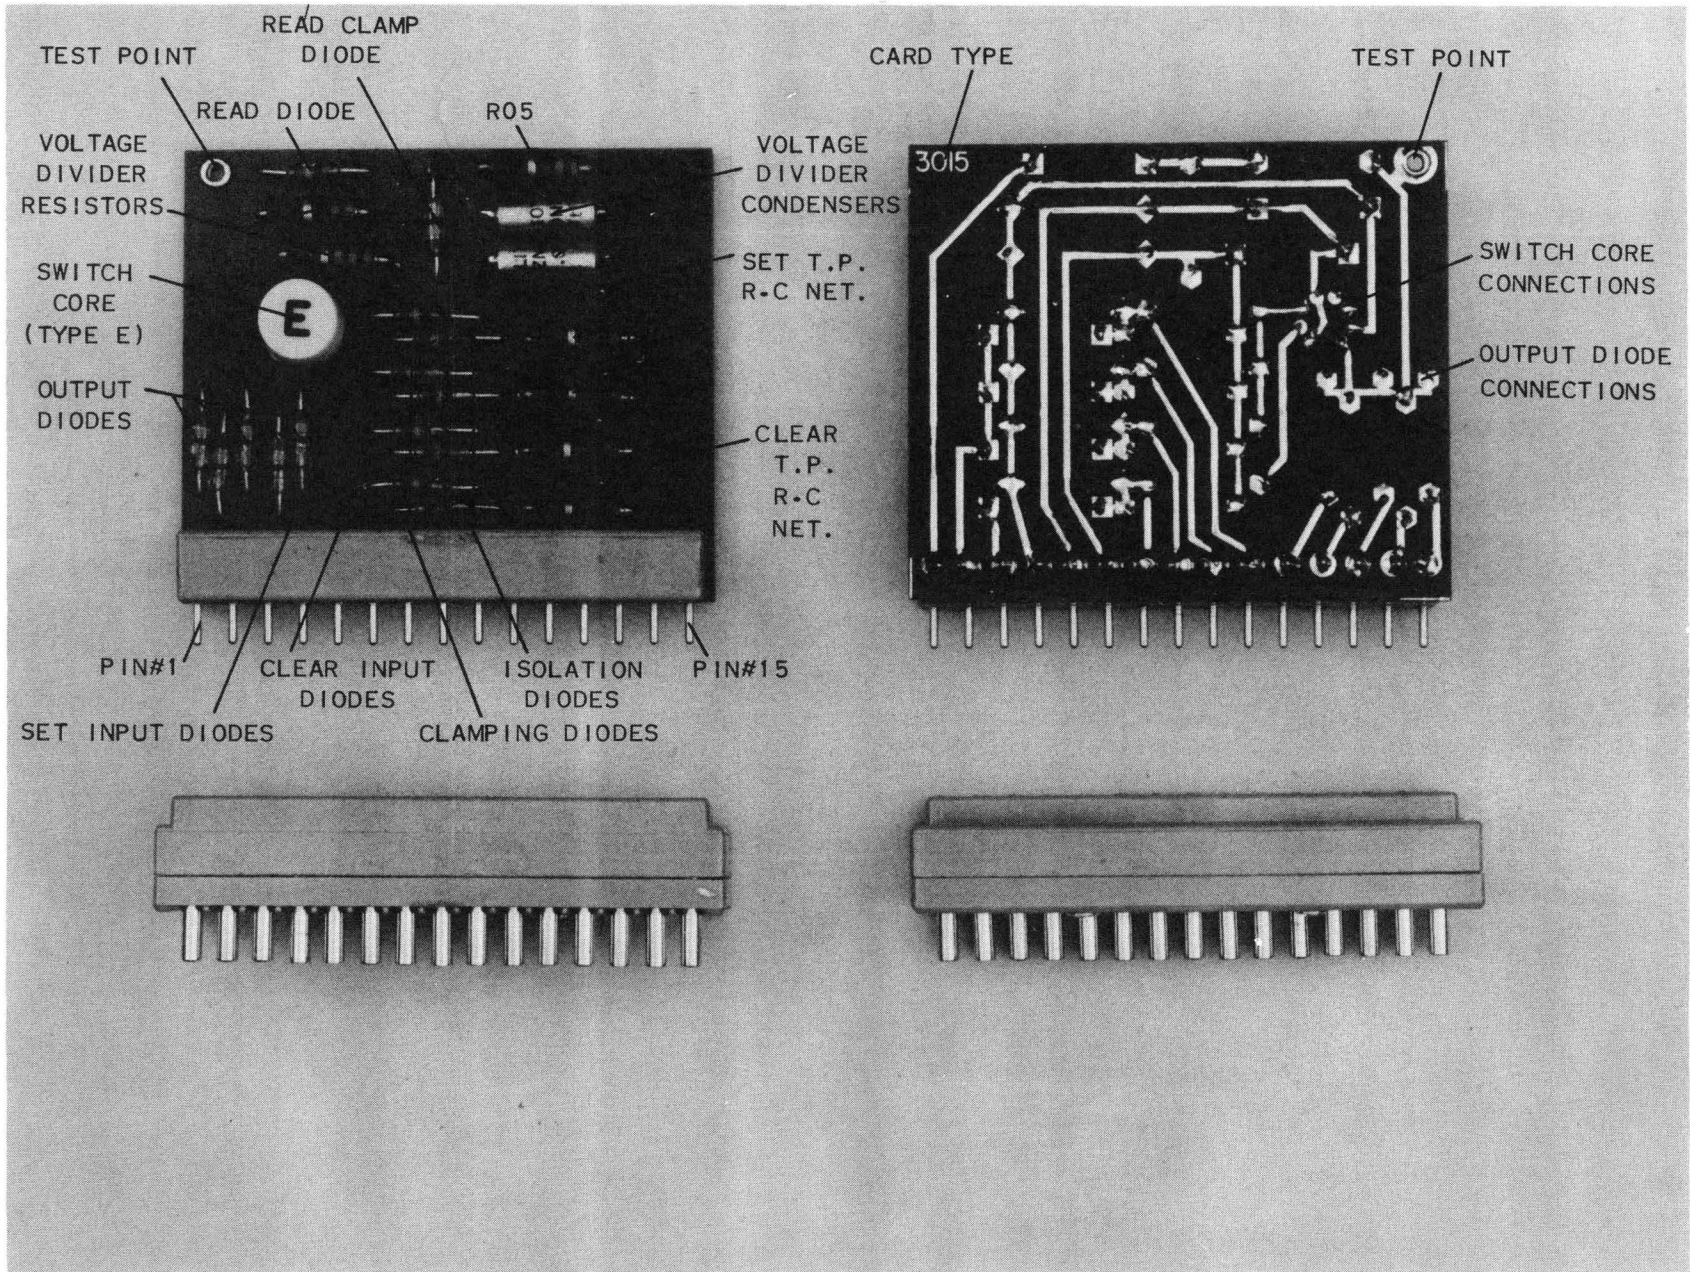 READ CLAMP
DIODE
TEST POINT
READ DIODE
R05
VOLTAGE
DIVIDER
RESISTORS
VOLTAGE
DIVIDER
CONDENSERS
SWITCH
CORE
(TYPE E)
SET T.P.
R-C NET.
E
OUTPUT
DIODES
CLEAR
T.P.
R-C
NET.
PIN#1
CLEAR INPUT
DIODES
ISOLATION
DIODES
PIN#15
SET INPUT DIODES
CLAMPING DIODES
CARD TYPE
TEST POINT
3015
SWITCH CORE
CONNECTIONS
OUTPUT DIODE
CONNECTIONS